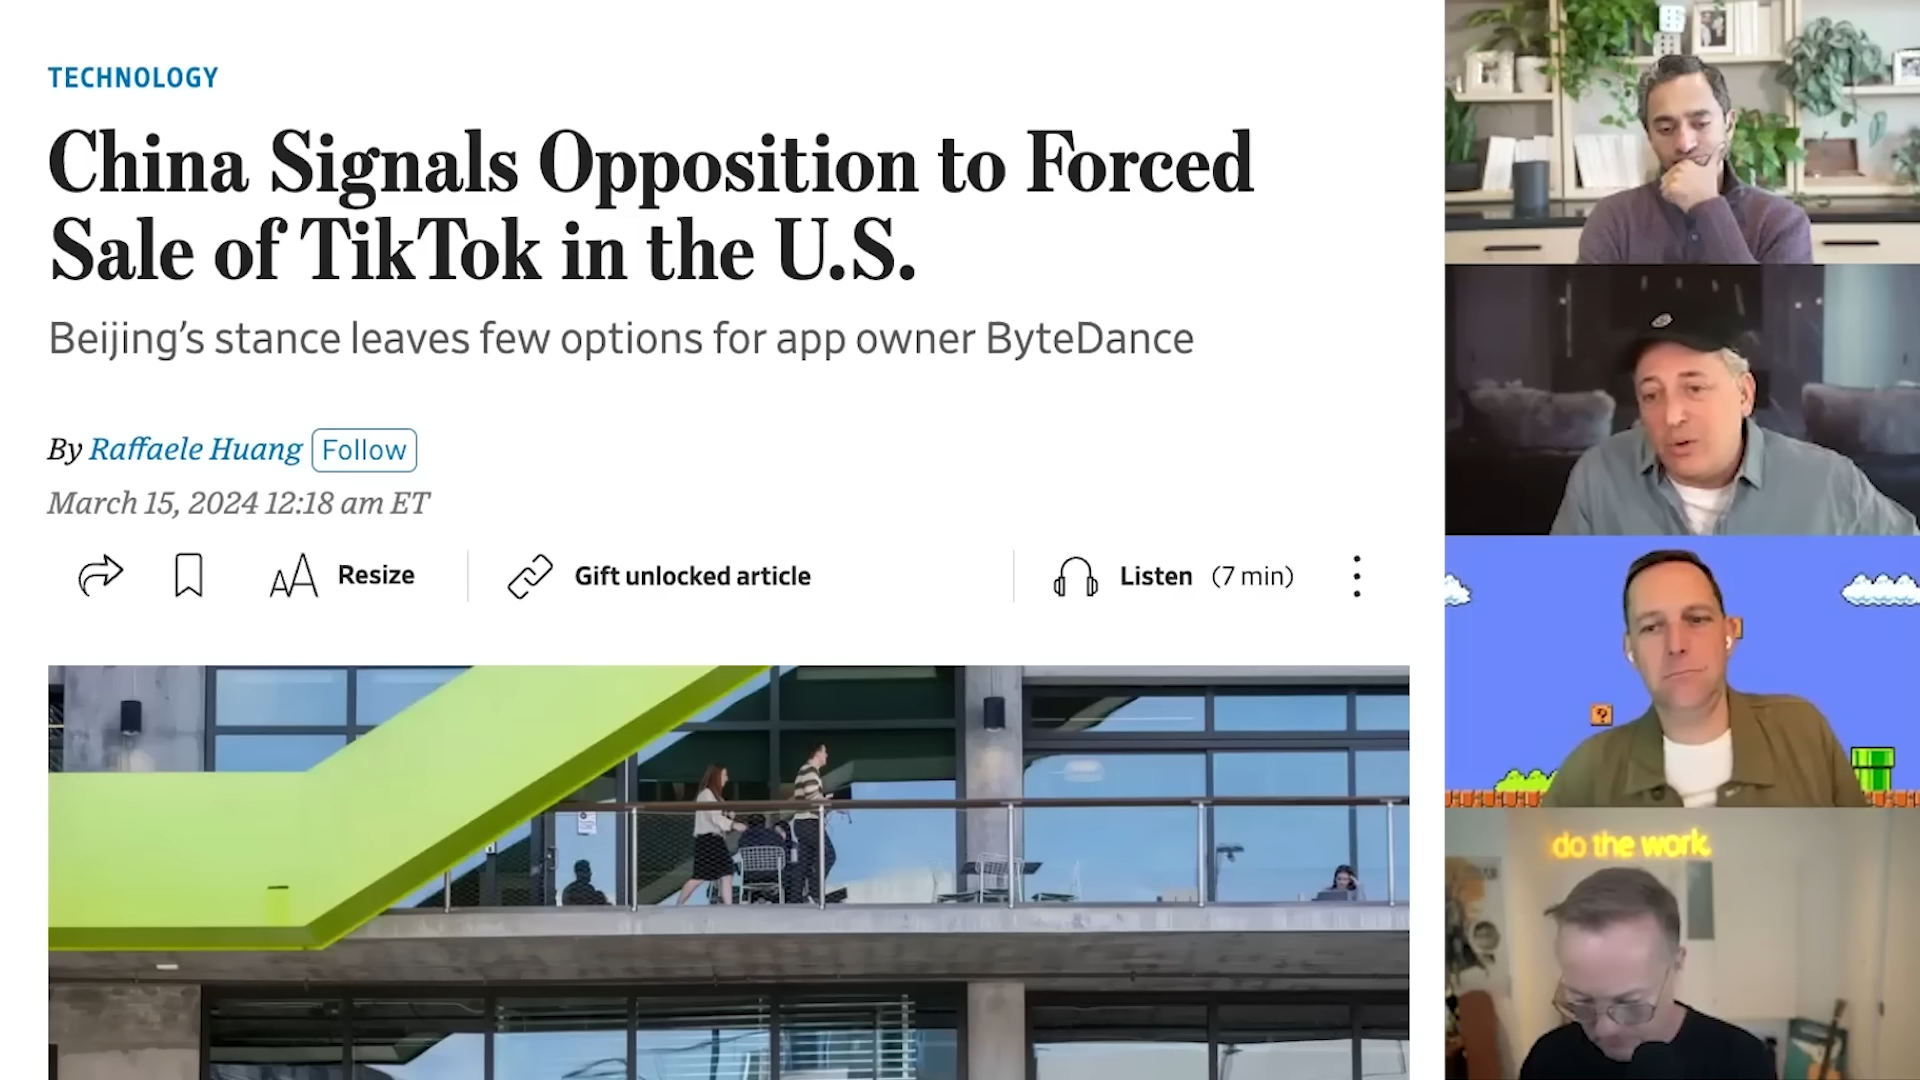 TECHNOLOGY
China Signals Opposition to Forced
Sale of TikTok in the U.S.
Beijing’s stance leaves few options for app owner ByteDance
By Raffaele Huang Follow
March 15, 2024 12:18 am ET
AA Resize
Gift unlocked article
Listen (7 min)
?
do the work